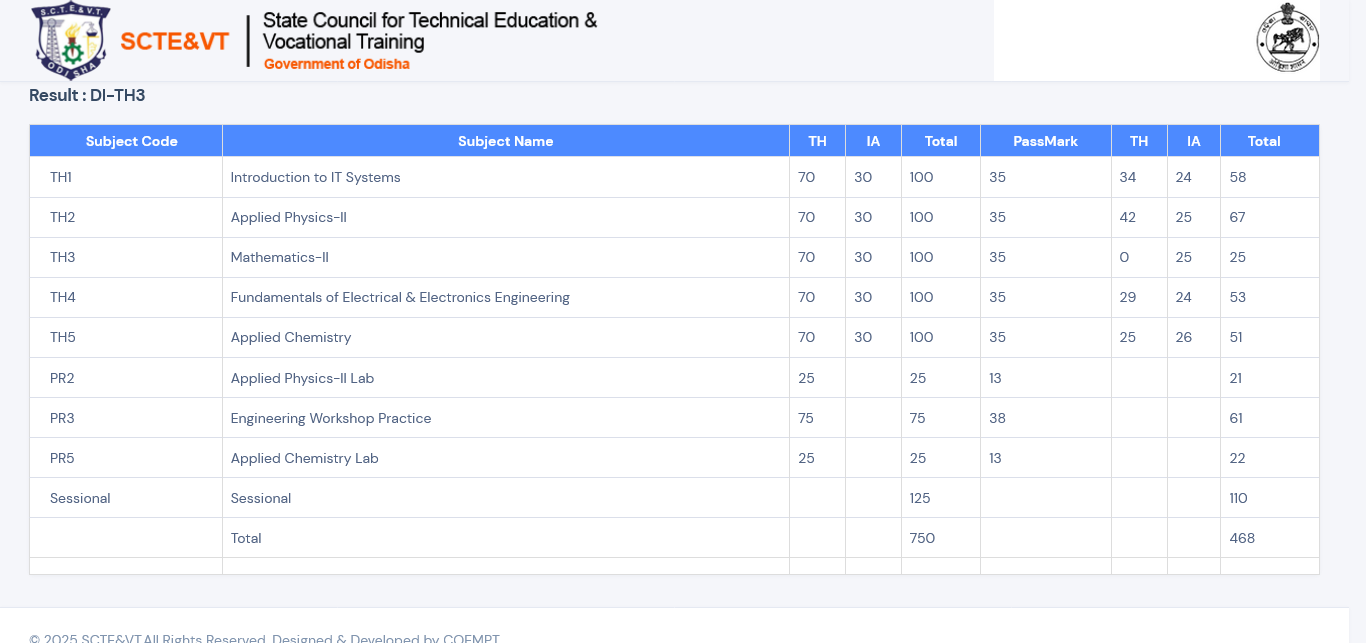 S.C.T.E.&V.T.
ODISHA
SCTE&VT
State Council for Technical Education &
Vocational Training
Government of Odisha
Result : DI-TH3
Subject Code Subject Name TH IA Total PassMark TH IA Total
TH1 Introduction to IT Systems 70 30 100 35 34 24 58
TH2 Applied Physics-II 70 30 100 35 42 25 67
TH3 Mathematics-II 70 30 100 35 0 25 25
TH4 Fundamentals of Electrical & Electronics Engineering 70 30 100 35 29 24 53
TH5 Applied Chemistry 70 30 100 35 25 26 51
PR2 Applied Physics-II Lab 25 25 13 21
PR3 Engineering Workshop Practice 75 75 38 61
PR5 Applied Chemistry Lab 25 25 13 22
Sessional Sessional 125 110
Total 750 468
© 2025 SCTE&VT.All Rights Reserved. Designed & Developed by COEMPT